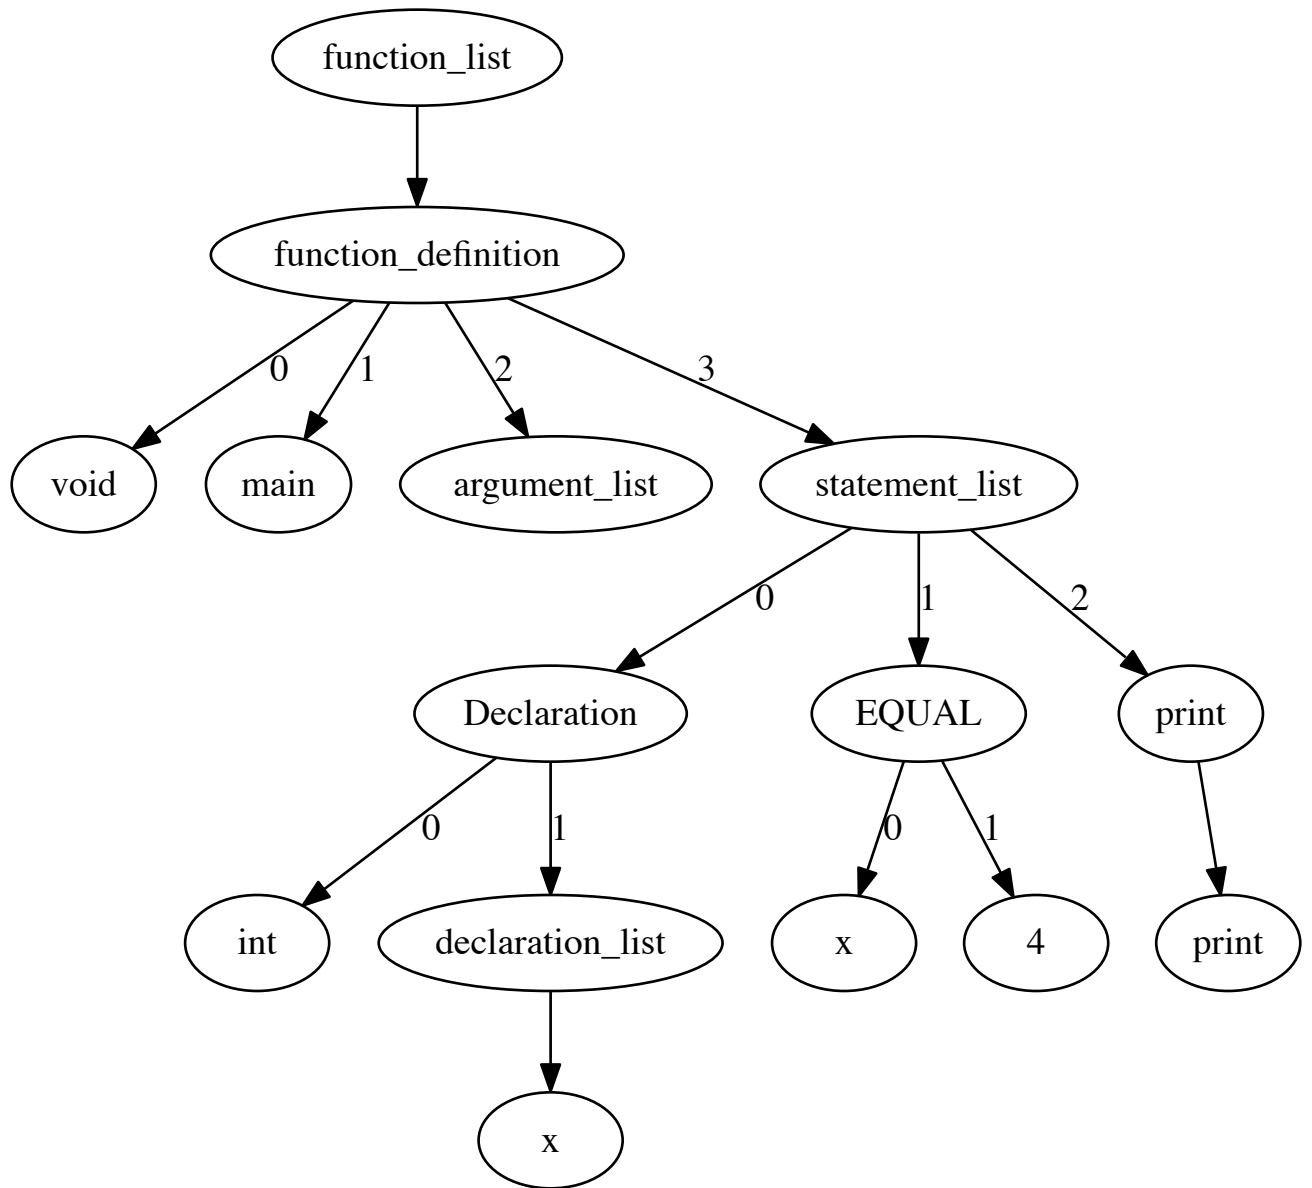 function_list
function_definition
0 1 2 3
void main argument_list statement_list
0 1 2
Declaration EQUAL print
0 1 0 1
int declaration_list x 4 print
x